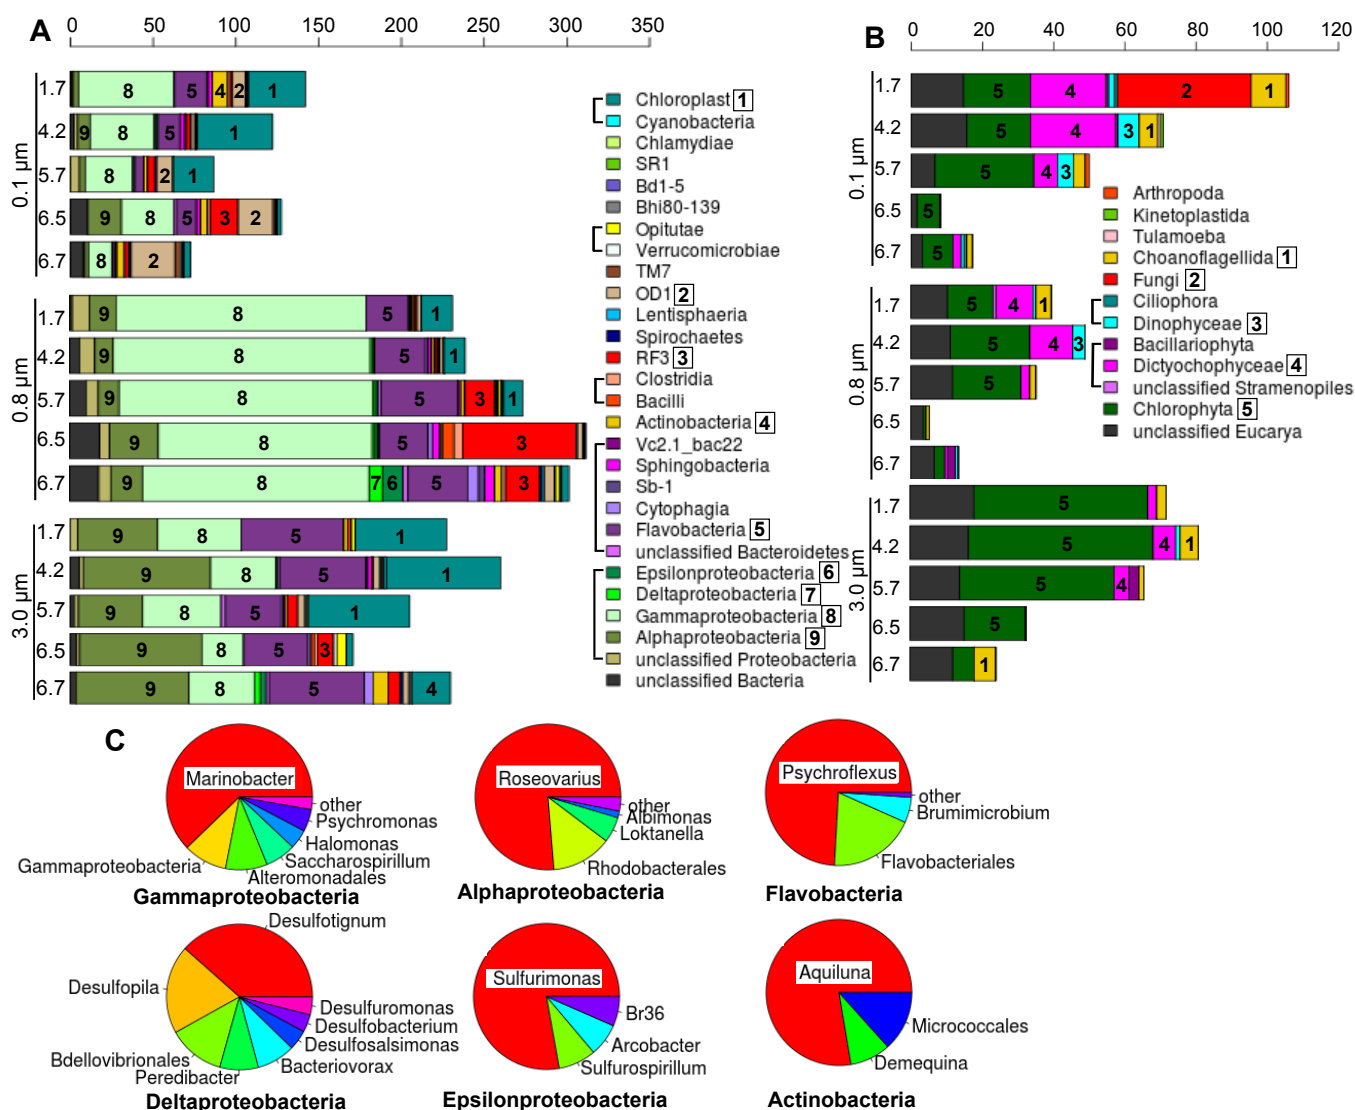 A
0 50 100 150 200 250 300 350
0.1 µm
1.7 8 5 4 2 1
4.2 9 8 5 1
5.7 8 2 1
6.5 9 8 5 3 2
6.7 8 2
0.8 µm
1.7 9 8 5 1
4.2 9 8 5 1
5.7 9 8 5 3 1
6.5 9 8 5 3
6.7 9 8 7 6 5 3
3.0 µm
1.7 9 8 5 1
4.2 9 8 5 1
5.7 9 8 5 1
6.5 9 8 5 3
6.7 9 8 5 4
Chloroplast 1
Cyanobacteria
Chlamydiae
SR1
Bd1-5
Bhi80-139
Opitutae
Verrucomicrobiae
TM7
OD1 2
Lentisphaeria
Spirochaetes
RF3 3
Clostridia
Bacilli
Actinobacteria 4
Vc2.1_bac22
Sphingobacteria
Sb-1
Cytophagia
Flavobacteria 5
unclassified Bacteroidetes
Epsilonproteobacteria 6
Deltaproteobacteria 7
Gammaproteobacteria 8
Alphaproteobacteria 9
unclassified Proteobacteria
unclassified Bacteria
B
0 20 40 60 80 100 120
0.1 µm
1.7 5 4 2 1
4.2 5 4 3 1
5.7 5 4 3
6.5 5
6.7 5
0.8 µm
1.7 5 4 1
4.2 5 4 3
5.7 5
6.5
6.7
3.0 µm
1.7 5
4.2 5 4 1
5.7 5 4
6.5 5
6.7 1
Arthropoda
Kinetoplastida
Tulamoeba
Choanoflagellida 1
Fungi 2
Ciliophora
Dinophyceae 3
Bacillariophyta
Dictyochophyceae 4
unclassified Stramenopiles
Chlorophyta 5
unclassified Eucarya
C
Marinobacter
other
Psychromonas
Halomonas
Saccharospirillum
Alteromonadales
Gammaproteobacteria
Gammaproteobacteria
Roseovarius
other
Albimonas
Loktanella
Rhodobacterales
Alphaproteobacteria
Psychroflexus
other
Brumimicrobium
Flavobacteriales
Flavobacteria
Desulfotignum
Desulfopila
Bdellovibrionales
Peredibacter
Bacteriovorax
Desulfosalsimonas
Desulfobacterium
Desulfuromonas
Deltaproteobacteria
Sulfurimonas
Br36
Arcobacter
Sulfurospirillum
Epsilonproteobacteria
Aquiluna
Micrococcales
Demequina
Actinobacteria